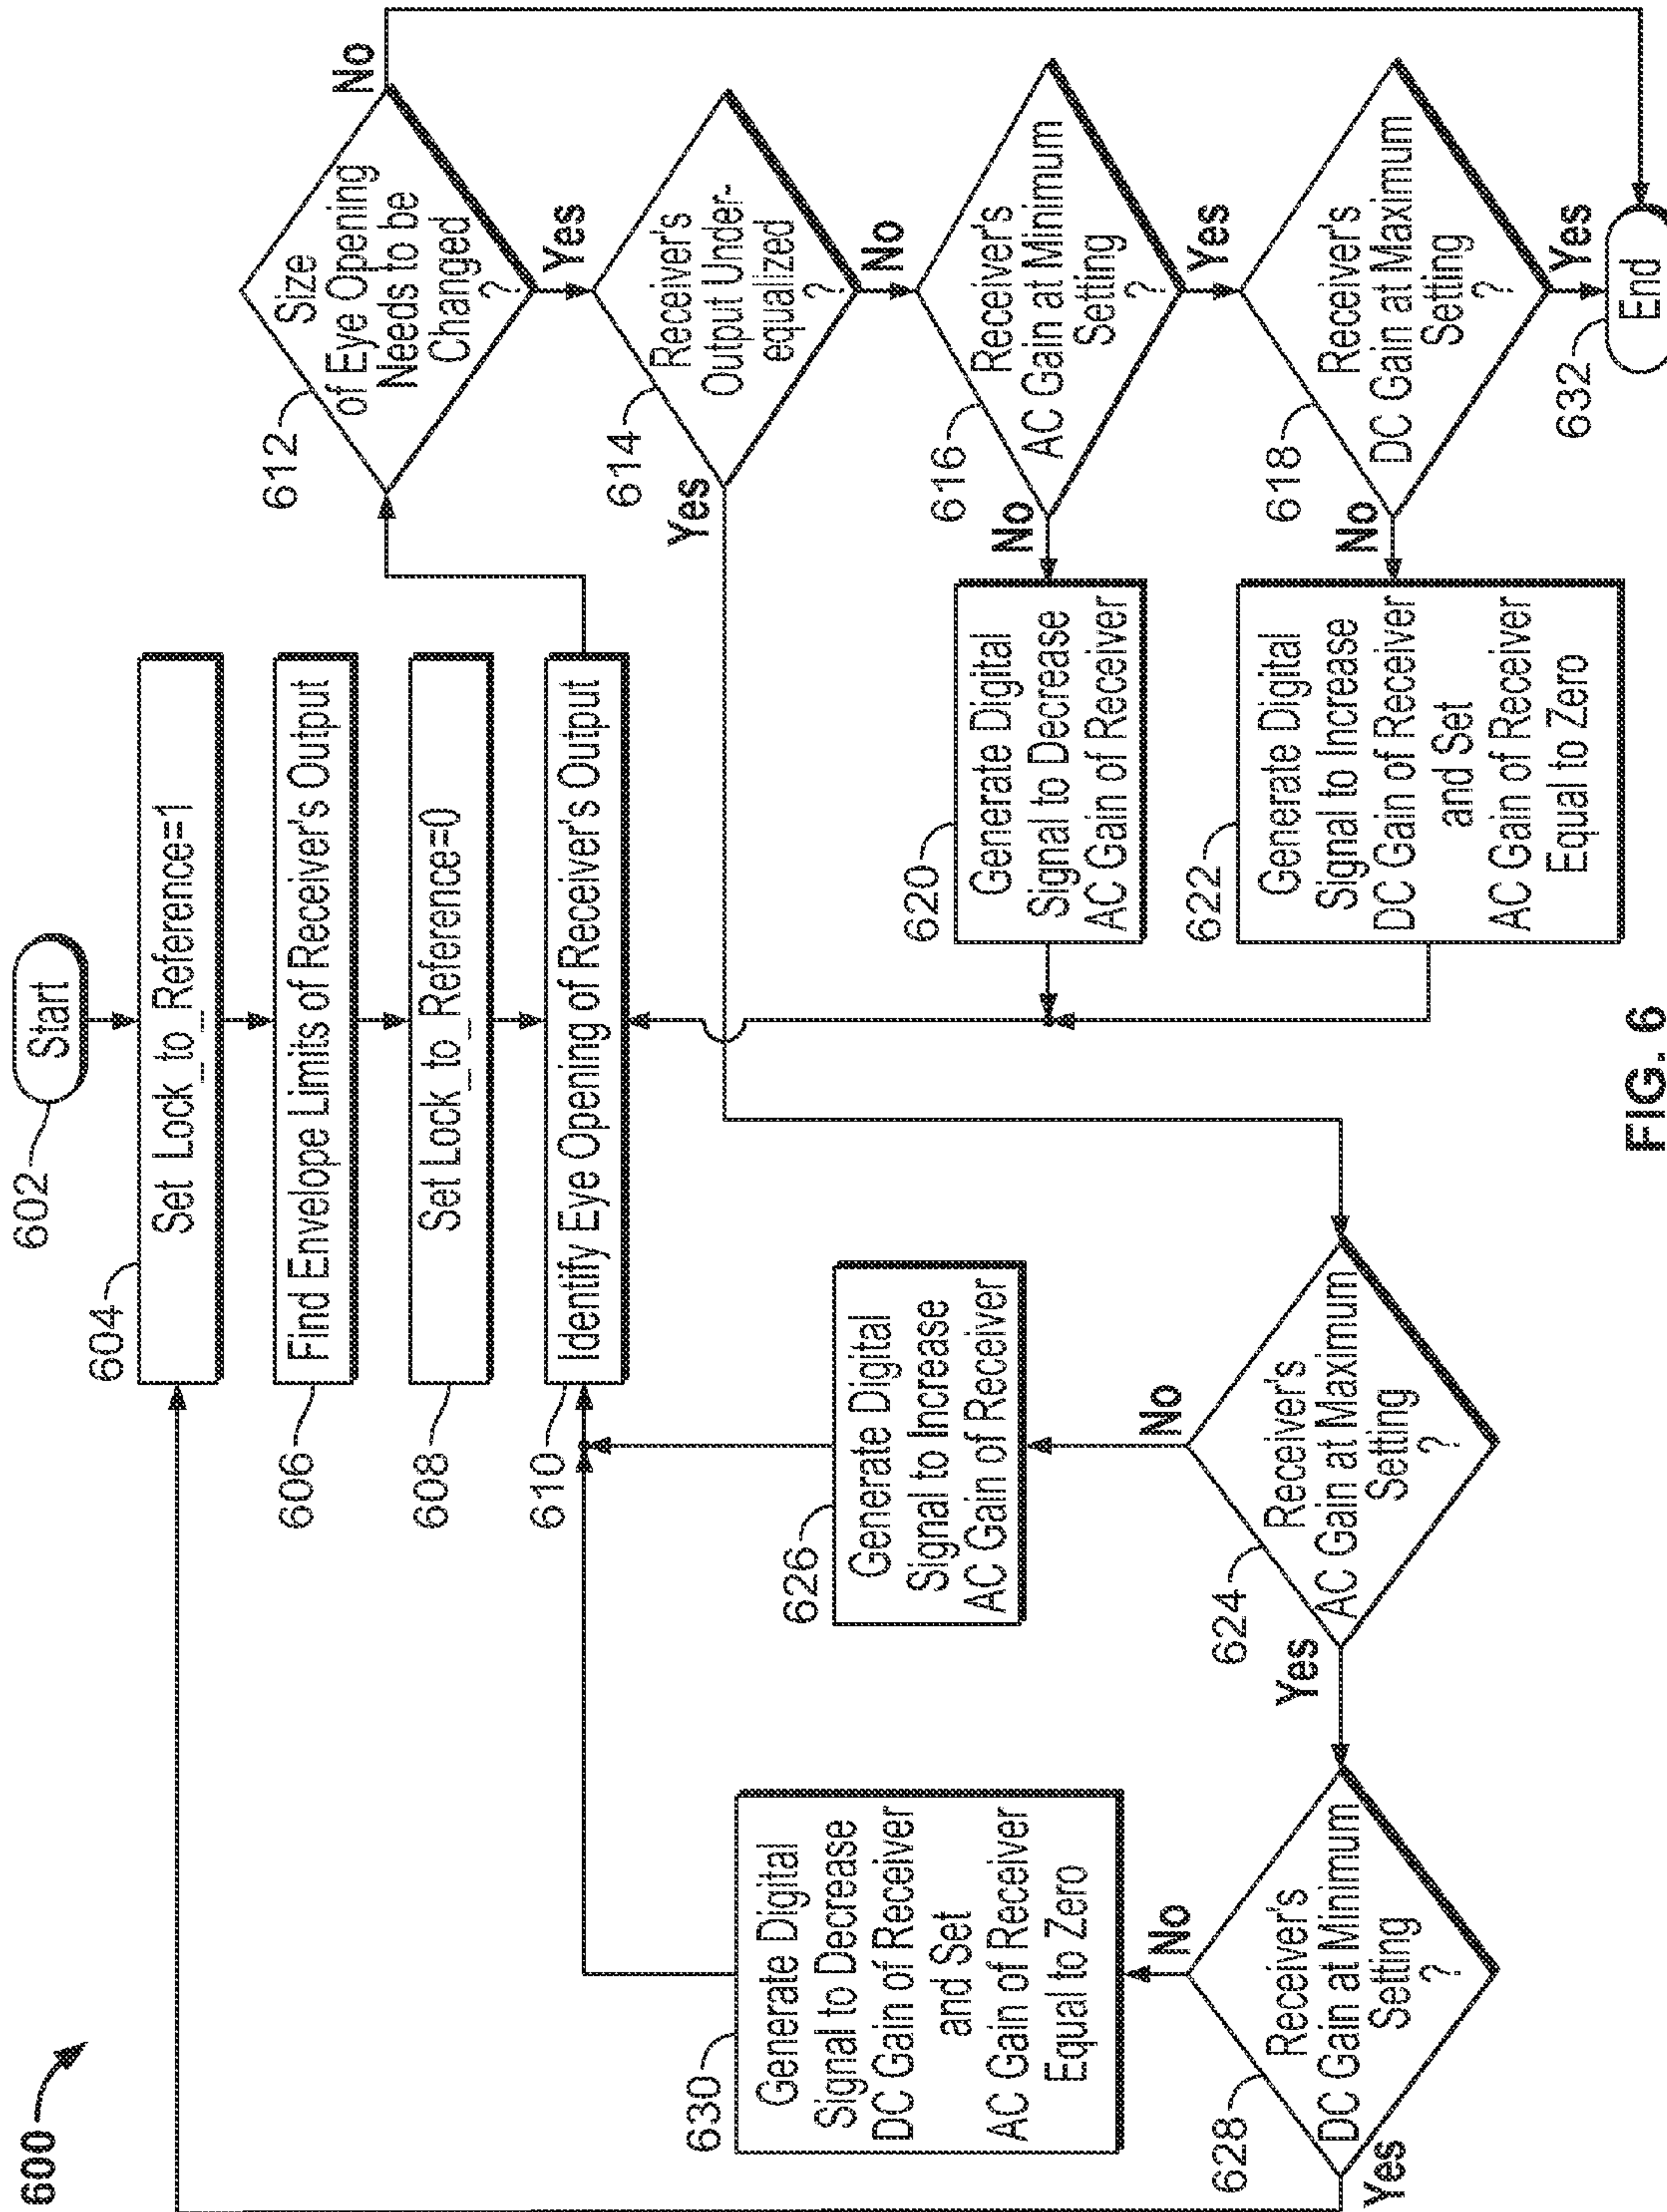 600
Start
602
Set Lock_to_Reference=1
604
Find Envelope Limits of Receiver's Output
606
Set Lock_to_Reference=0
608
Identify Eye Opening of Receiver's Output
610
612
Size
of Eye Opening
Needs to be
Changed
?
No
Yes
614
Receiver's
Output Under-
equalized
?
Yes
No
616
Receiver's
AC Gain at Minimum
Setting
?
No
Yes
618
Receiver's
DC Gain at Maximum
Setting
?
No
Yes
620
Generate Digital
Signal to Decrease
AC Gain of Receiver
622
Generate Digital
Signal to Increase
DC Gain of Receiver
and Set
AC Gain of Receiver
Equal to Zero
624
Receiver's
AC Gain at Maximum
Setting
?
No
Yes
626
Generate Digital
Signal to Increase
AC Gain of Receiver
628
Receiver's
DC Gain at Minimum
Setting
?
No
Yes
630
Generate Digital
Signal to Decrease
DC Gain of Receiver
and Set
AC Gain of Receiver
Equal to Zero
632
End
FIG. 6